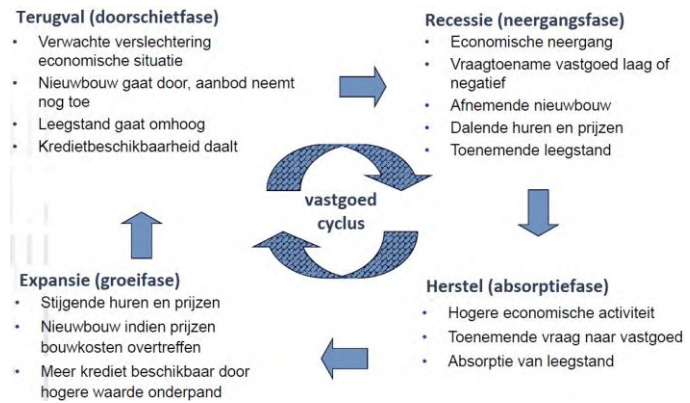 Terugval (doorschietfase)
• Verwachte verslechtering
economische situatie
• Nieuwbouw gaat door, aanbod neemt
nog toe
• Leegstand gaat omhoog
• Kredietbeschikbaarheid daalt
Recessie (neergangsfase)
• Economische neergang
• Vraagtoename vastgoed laag of
negatief
• Afnemende nieuwbouw
• Dalende huren en prijzen
• Toenemende leegstand
vastgoed
cyclus
Expansie (groeifase)
• Stijgende huren en prijzen
• Nieuwbouw indien prijzen
bouwkosten overtreffen
• Meer krediet beschikbaar door
hogere waarde onderpand
Herstel (absorptiefase)
• Hogere economische activiteit
• Toenemende vraag naar vastgoed
• Absorptie van leegstand